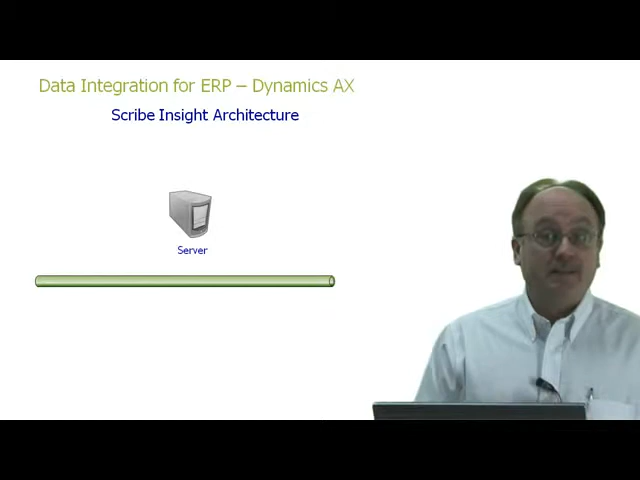 Data Integration for ERP – Dynamics AX
Scribe Insight Architecture
Server